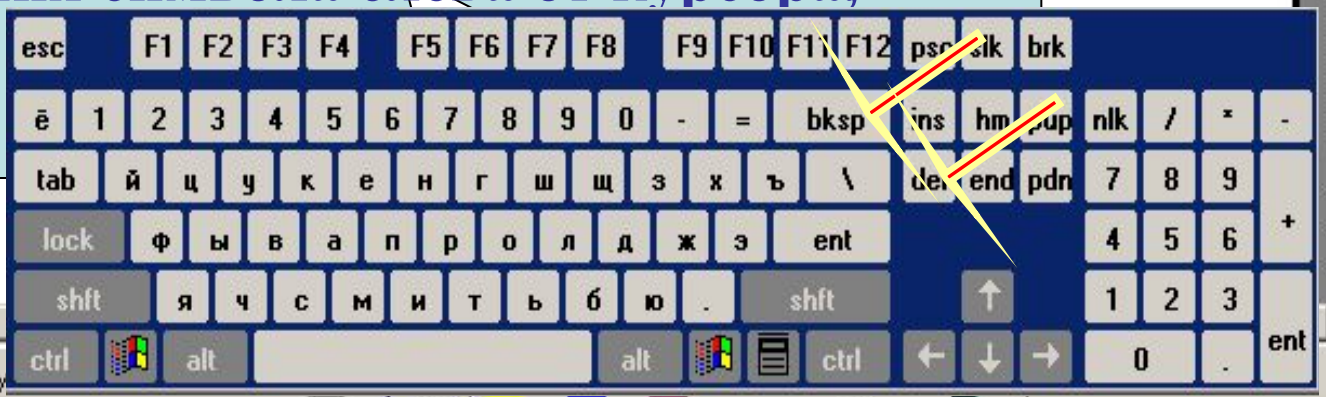 esc F1 F2 F3 F4 F5 F6 F7 F8 F9 F10 F11 F12 psc slk brk
ё 1 2 3 4 5 6 7 8 9 0 - = bksp ins hm pup nlk / * -
tab й ц у к е н г ш щ з х ъ \ del end pdn 7 8 9 +
lock ф ы в а п р о л д ж э ent 4 5 6
shft я ч с м и т ь б ю . shft ↑ 1 2 3 ent
ctrl alt alt ctrl ← ↓ → 0 .